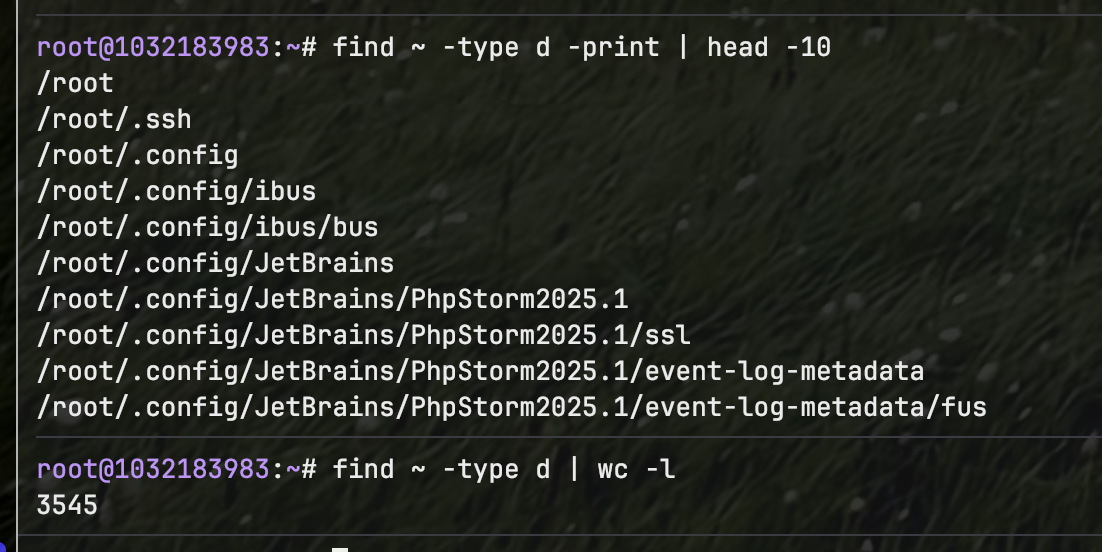 root@1032183983:~# find ~ -type d -print | head -10
/root
/root/.ssh
/root/.config
/root/.config/ibus
/root/.config/ibus/bus
/root/.config/JetBrains
/root/.config/JetBrains/PhpStorm2025.1
/root/.config/JetBrains/PhpStorm2025.1/ssl
/root/.config/JetBrains/PhpStorm2025.1/event-log-metadata
/root/.config/JetBrains/PhpStorm2025.1/event-log-metadata/fus
root@1032183983:~# find ~ -type d | wc -l
3545